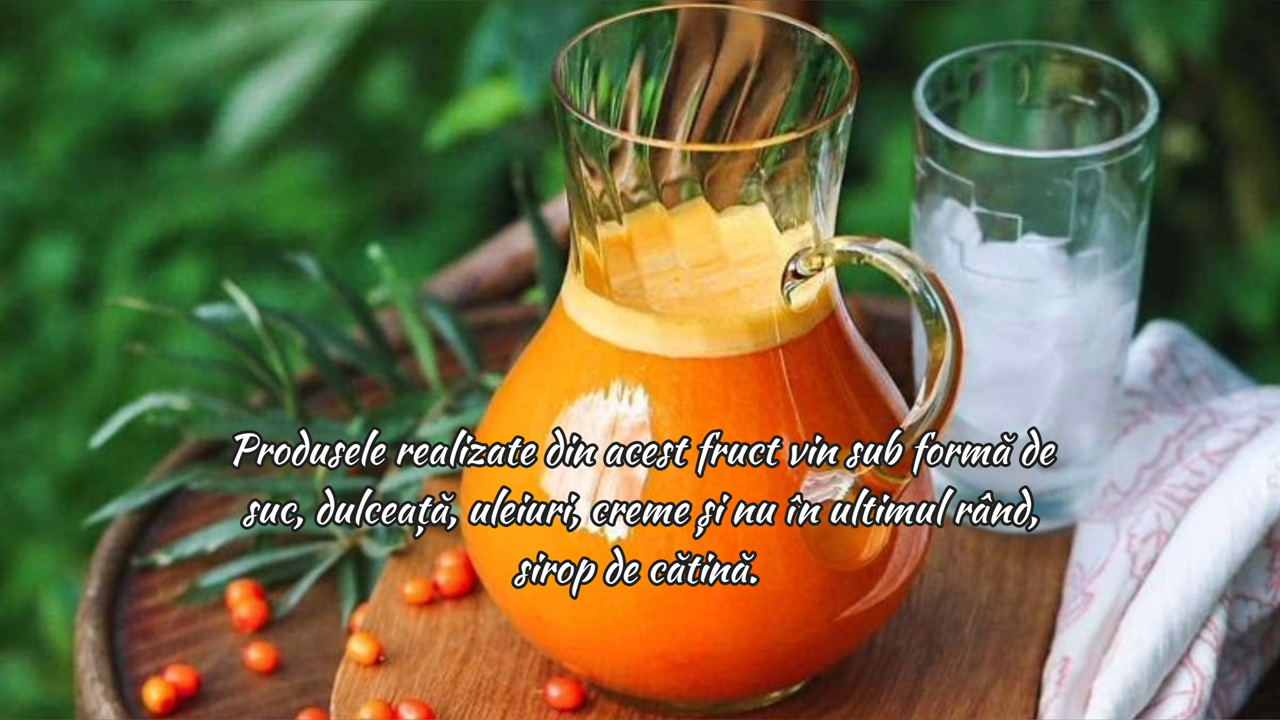 Produsele realizate din acest fruct vin sub formă de
suc, dulceață, uleiuri, creme și nu în ultimul rând,
sirop de cătină.